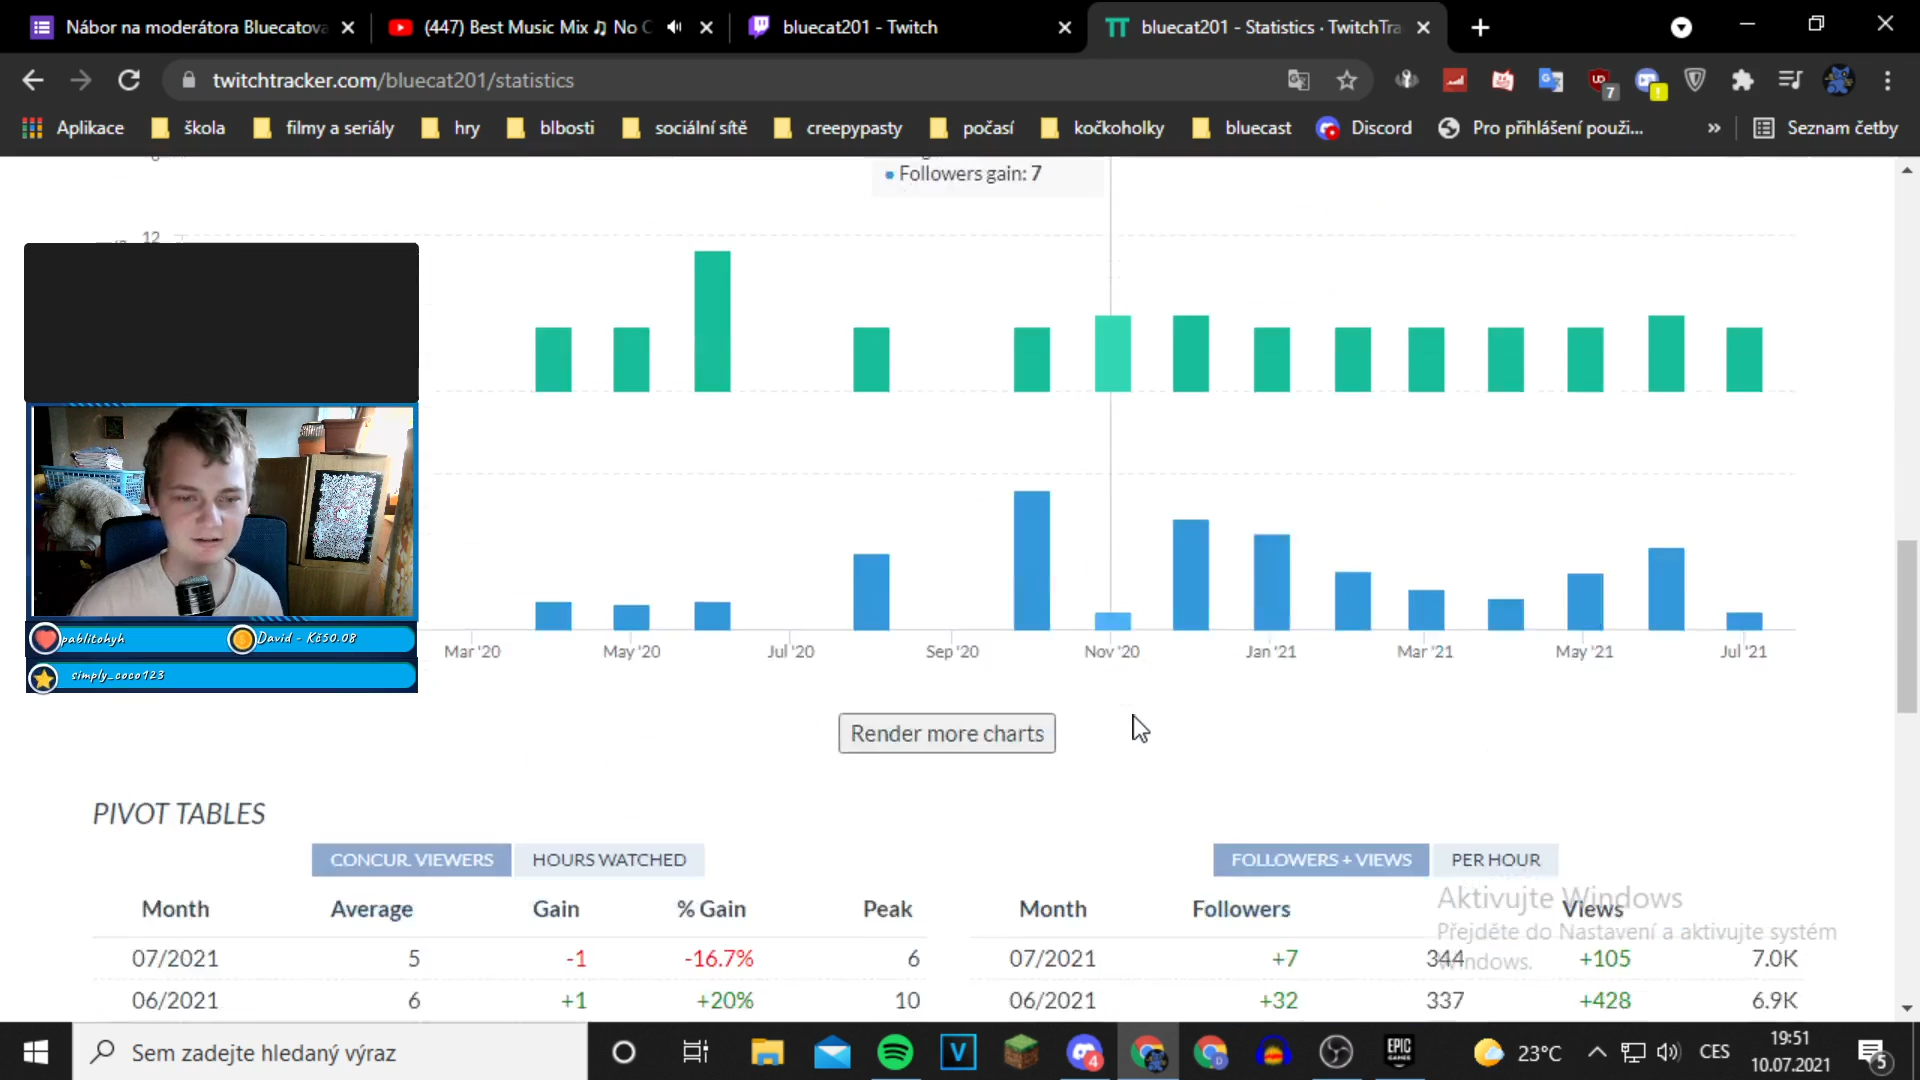 Nábor na moderátora Bluecatova
(447) Best Music Mix ♫ No C
bluecat201 - Twitch
bluecat201 - Statistics · TwitchTra
twitchtracker.com/bluecat201/statistics
7
Aplikace
škola
filmy a seriály
hry
blbosti
sociální sítě
creepypasty
počasí
kočkoholky
bluecast
Discord
Pro přihlášení použi...
»
Seznam četby
Followers gain: 7
12
pablitohyh
David - Kč50.08
simply_coco123
Mar '20
May '20
Jul '20
Sep '20
Nov '20
Jan '21
Mar '21
May '21
Jul '21
Render more charts
PIVOT TABLES
CONCUR. VIEWERS
HOURS WATCHED
FOLLOWERS + VIEWS
PER HOUR
Month Average Gain % Gain Peak
07/2021 5 -1 -16.7% 6
06/2021 6 +1 +20% 10
Month Followers Views
07/2021 +7 344 +105 7.0K
06/2021 +32 337 +428 6.9K
Aktivujte Windows
Přejděte do Nastavení a aktivujte systém
Windows.
Sem zadejte hledaný výraz
4
EPIC
GAMES
23°C
CES
19:51
10.07.2021
5